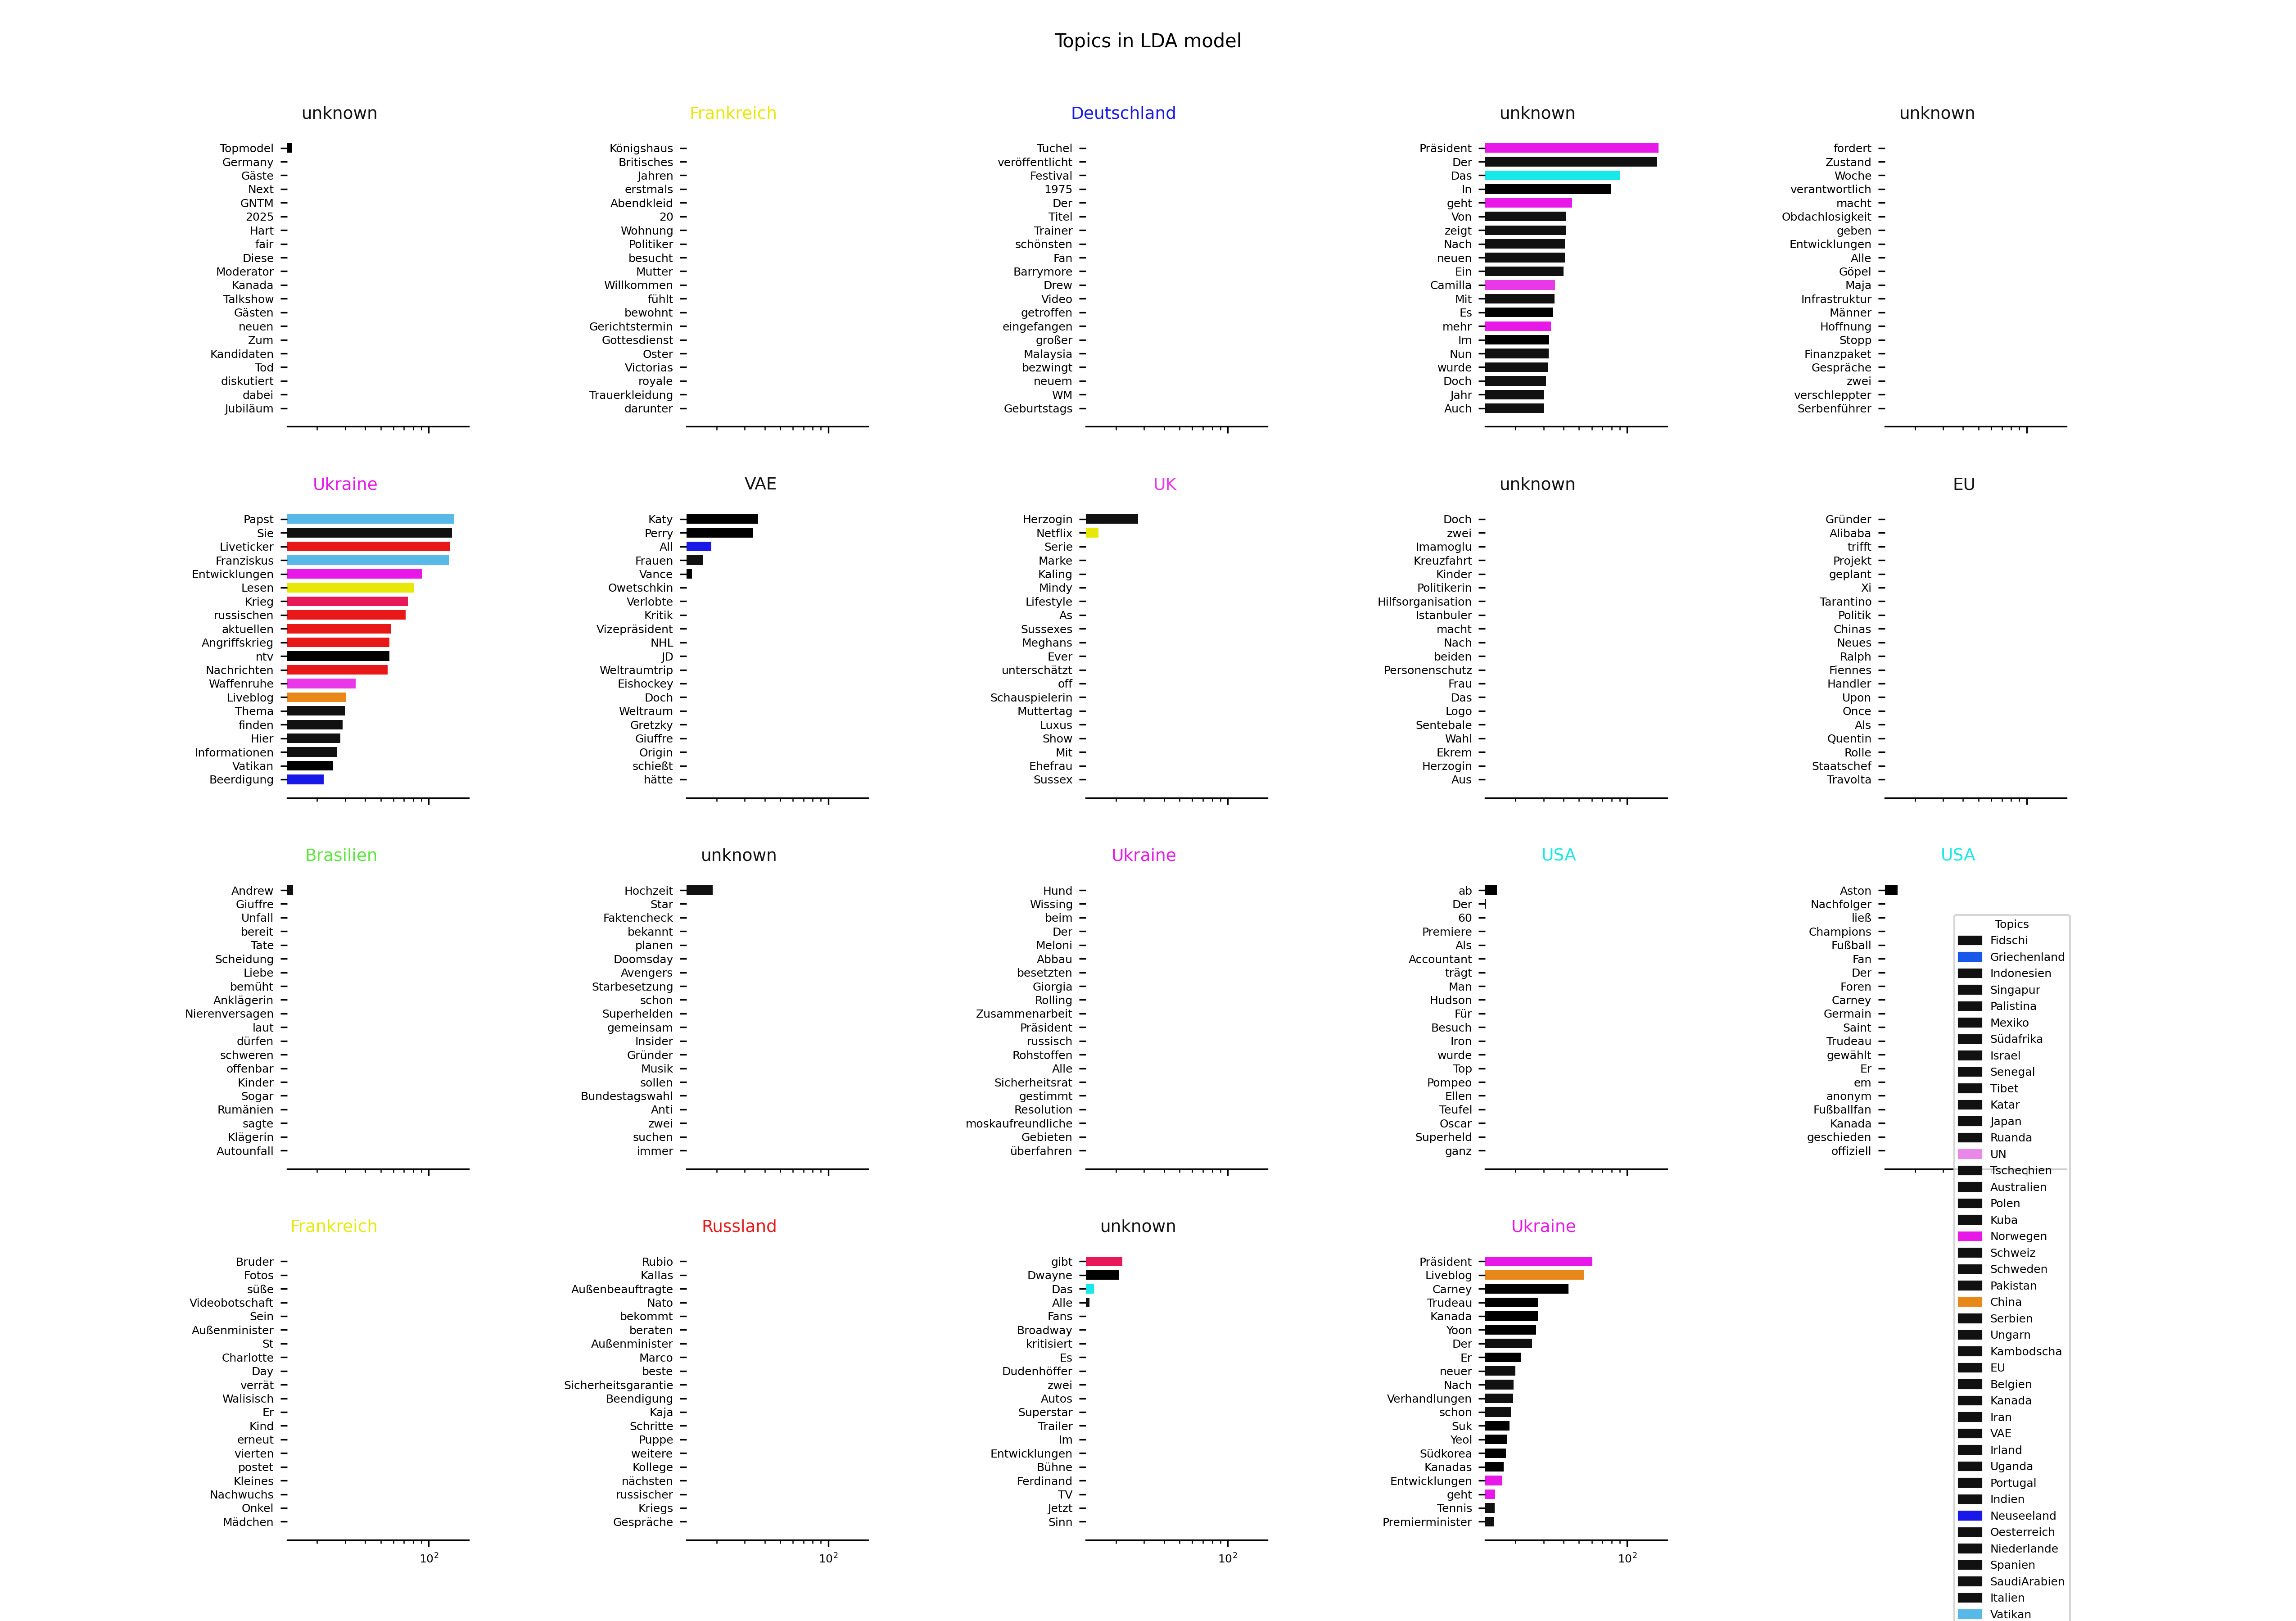 Topics in LDA model
unknown
Topmodel
Germany
Gäste
Next
GNTM
2025
Hart
fair
Diese
Moderator
Kanada
Talkshow
Gästen
neuen
Zum
Kandidaten
Tod
diskutiert
dabei
Jubiläum
Frankreich
Königshaus
Britisches
Jahren
erstmals
Abendkleid
20
Wohnung
Politiker
besucht
Mutter
Willkommen
fühlt
bewohnt
Gerichtstermin
Gottesdienst
Oster
Victorias
royale
Trauerkleidung
darunter
Deutschland
Tuchel
veröffentlicht
Festival
1975
Der
Titel
Trainer
schönsten
Fan
Barrymore
Drew
Video
getroffen
eingefangen
großer
Malaysia
bezwingt
neuem
WM
Geburtstags
unknown
Präsident
Der
Das
In
geht
Von
zeigt
Nach
neuen
Ein
Camilla
Mit
Es
mehr
Im
Nun
wurde
Doch
Jahr
Auch
unknown
fordert
Zustand
Woche
verantwortlich
macht
Obdachlosigkeit
geben
Entwicklungen
Alle
Göpel
Maja
Infrastruktur
Männer
Hoffnung
Stopp
Finanzpaket
Gespräche
zwei
verschleppter
Serbenführer
Ukraine
Papst
Sie
Liveticker
Franziskus
Entwicklungen
Lesen
Krieg
russischen
aktuellen
Angriffskrieg
ntv
Nachrichten
Waffenruhe
Liveblog
Thema
finden
Hier
Informationen
Vatikan
Beerdigung
VAE
Katy
Perry
All
Frauen
Vance
Owetschkin
Verlobte
Kritik
Vizepräsident
NHL
JD
Weltraumtrip
Eishockey
Doch
Weltraum
Gretzky
Giuffre
Origin
schießt
hätte
UK
Herzogin
Netflix
Serie
Marke
Kaling
Mindy
Lifestyle
As
Sussexes
Meghans
Ever
unterschätzt
off
Schauspielerin
Muttertag
Luxus
Show
Mit
Ehefrau
Sussex
unknown
Doch
zwei
Imamoglu
Kreuzfahrt
Kinder
Politikerin
Hilfsorganisation
Istanbuler
macht
Nach
beiden
Personenschutz
Frau
Das
Logo
Sentebale
Wahl
Ekrem
Herzogin
Aus
EU
Gründer
Alibaba
trifft
Projekt
geplant
Xi
Tarantino
Politik
Chinas
Neues
Ralph
Fiennes
Handler
Upon
Once
Als
Quentin
Rolle
Staatschef
Travolta
Brasilien
Andrew
Giuffre
Unfall
bereit
Tate
Scheidung
Liebe
bemüht
Anklägerin
Nierenversagen
laut
dürfen
schweren
offenbar
Kinder
Sogar
Rumänien
sagte
Klägerin
Autounfall
unknown
Hochzeit
Star
Faktencheck
bekannt
planen
Doomsday
Avengers
Starbesetzung
schon
Superhelden
gemeinsam
Insider
Gründer
Musik
sollen
Bundestagswahl
Anti
zwei
suchen
immer
Ukraine
Hund
Wissing
beim
Der
Meloni
Abbau
besetzten
Giorgia
Rolling
Zusammenarbeit
Präsident
russisch
Rohstoffen
Alle
Sicherheitsrat
gestimmt
Resolution
moskaufreundliche
Gebieten
überfahren
USA
ab
Der
60
Premiere
Als
Accountant
trägt
Man
Hudson
Für
Besuch
Iron
wurde
Top
Pompeo
Ellen
Teufel
Oscar
Superheld
ganz
USA
Aston
Nachfolger
ließ
Champions
Fußball
Fan
Der
Foren
Carney
Germain
Saint
Trudeau
gewählt
Er
em
anonym
Fußballfan
Kanada
geschieden
offiziell
Frankreich
Bruder
Fotos
süße
Videobotschaft
Sein
Außenminister
St
Charlotte
Day
verrät
Walisisch
Er
Kind
erneut
vierten
postet
Kleines
Nachwuchs
Onkel
Mädchen
10²
Russland
Rubio
Kallas
Außenbeauftragte
Nato
bekommt
beraten
Außenminister
Marco
beste
Sicherheitsgarantie
Beendigung
Kaja
Schritte
Puppe
weitere
Kollege
nächsten
russischer
Kriegs
Gespräche
10²
unknown
gibt
Dwayne
Das
Alle
Fans
Broadway
kritisiert
Es
Dudenhöffer
zwei
Autos
Superstar
Trailer
Im
Entwicklungen
Bühne
Ferdinand
TV
Jetzt
Sinn
10²
Ukraine
Präsident
Liveblog
Carney
Trudeau
Kanada
Yoon
Der
Er
neuer
Nach
Verhandlungen
schon
Suk
Yeol
Südkorea
Kanadas
Entwicklungen
geht
Tennis
Premierminister
10²
Topics
Fidschi
Griechenland
Indonesien
Singapur
Palistina
Mexiko
Südafrika
Israel
Senegal
Tibet
Katar
Japan
Ruanda
UN
Tschechien
Australien
Polen
Kuba
Norwegen
Schweiz
Schweden
Pakistan
China
Serbien
Ungarn
Kambodscha
EU
Belgien
Kanada
Iran
VAE
Irland
Uganda
Portugal
Indien
Neuseeland
Oesterreich
Niederlande
Spanien
SaudiArabien
Italien
Vatikan